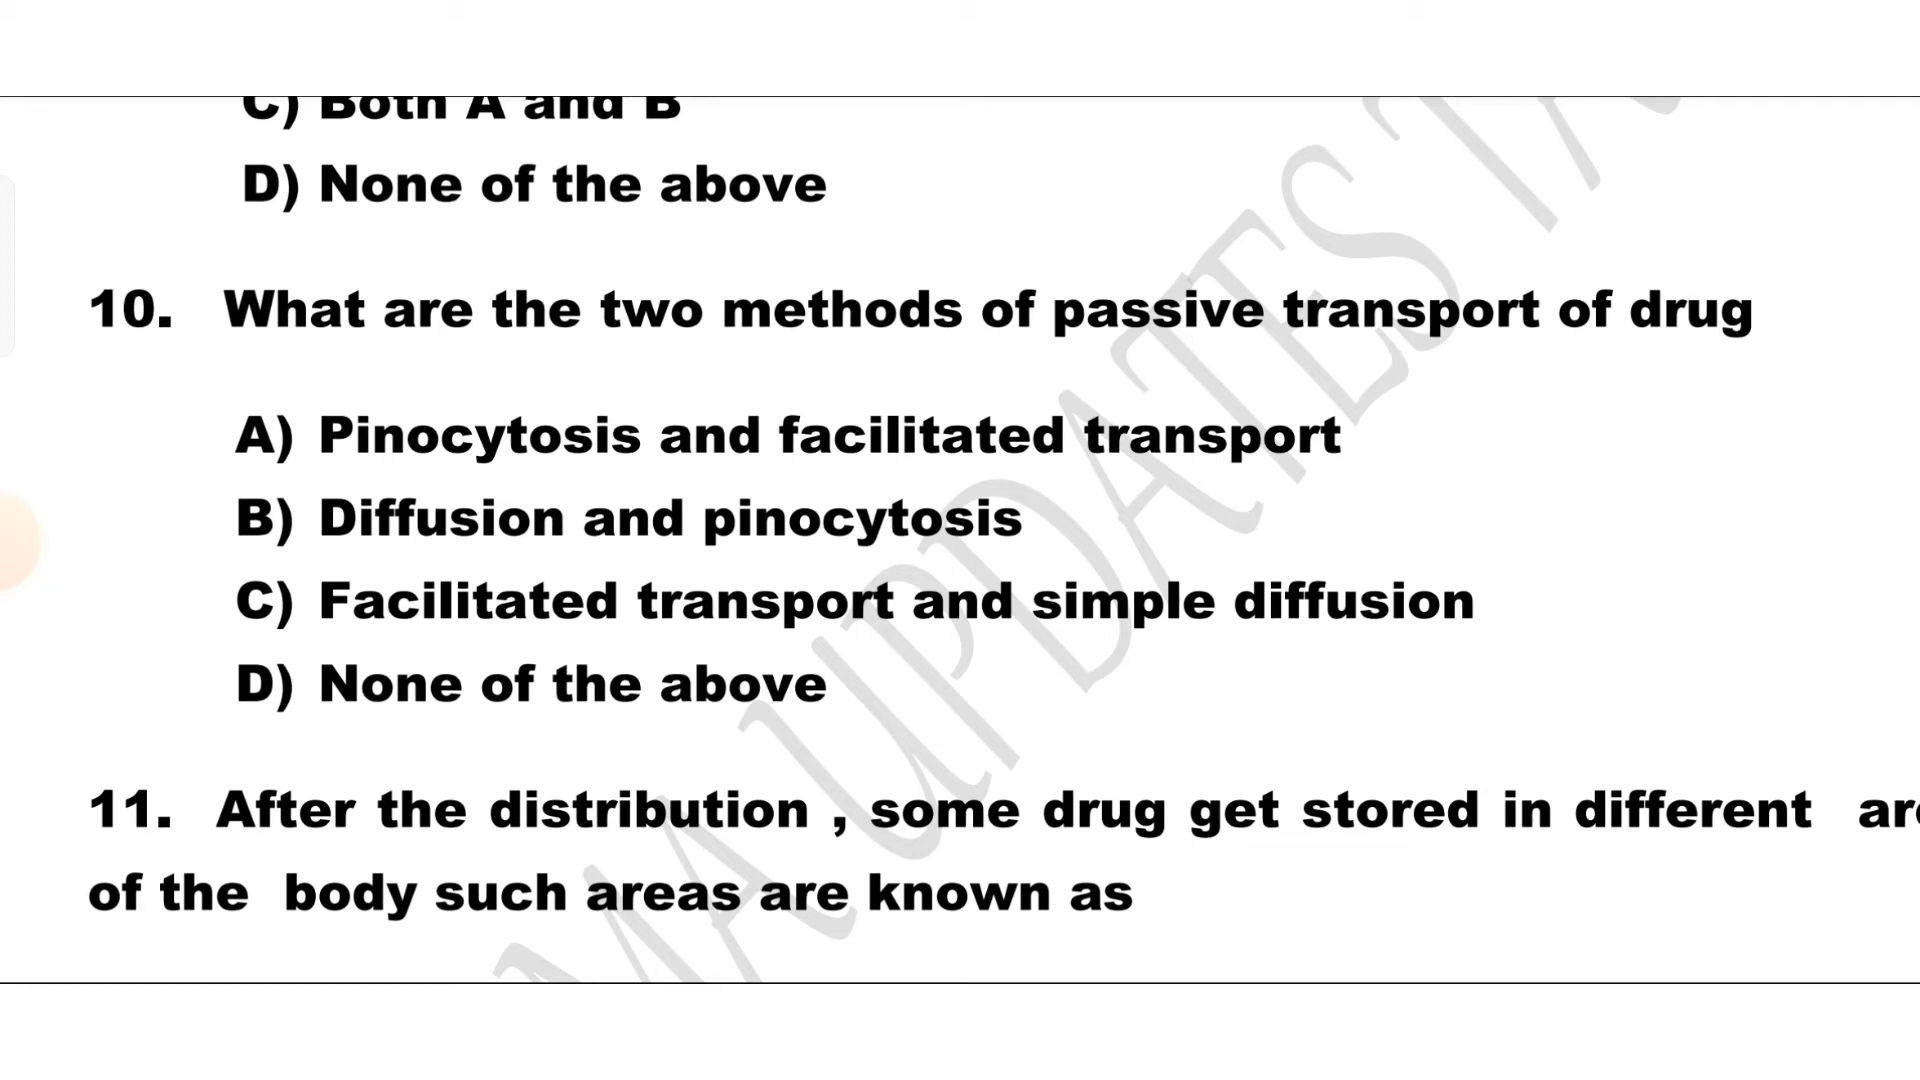 C) Both A and B
D) None of the above
10. What are the two methods of passive transport of drug
A) Pinocytosis and facilitated transport
B) Diffusion and pinocytosis
C) Facilitated transport and simple diffusion
D) None of the above
11. After the distribution , some drug get stored in different
of the body such areas are known as
UPDATES